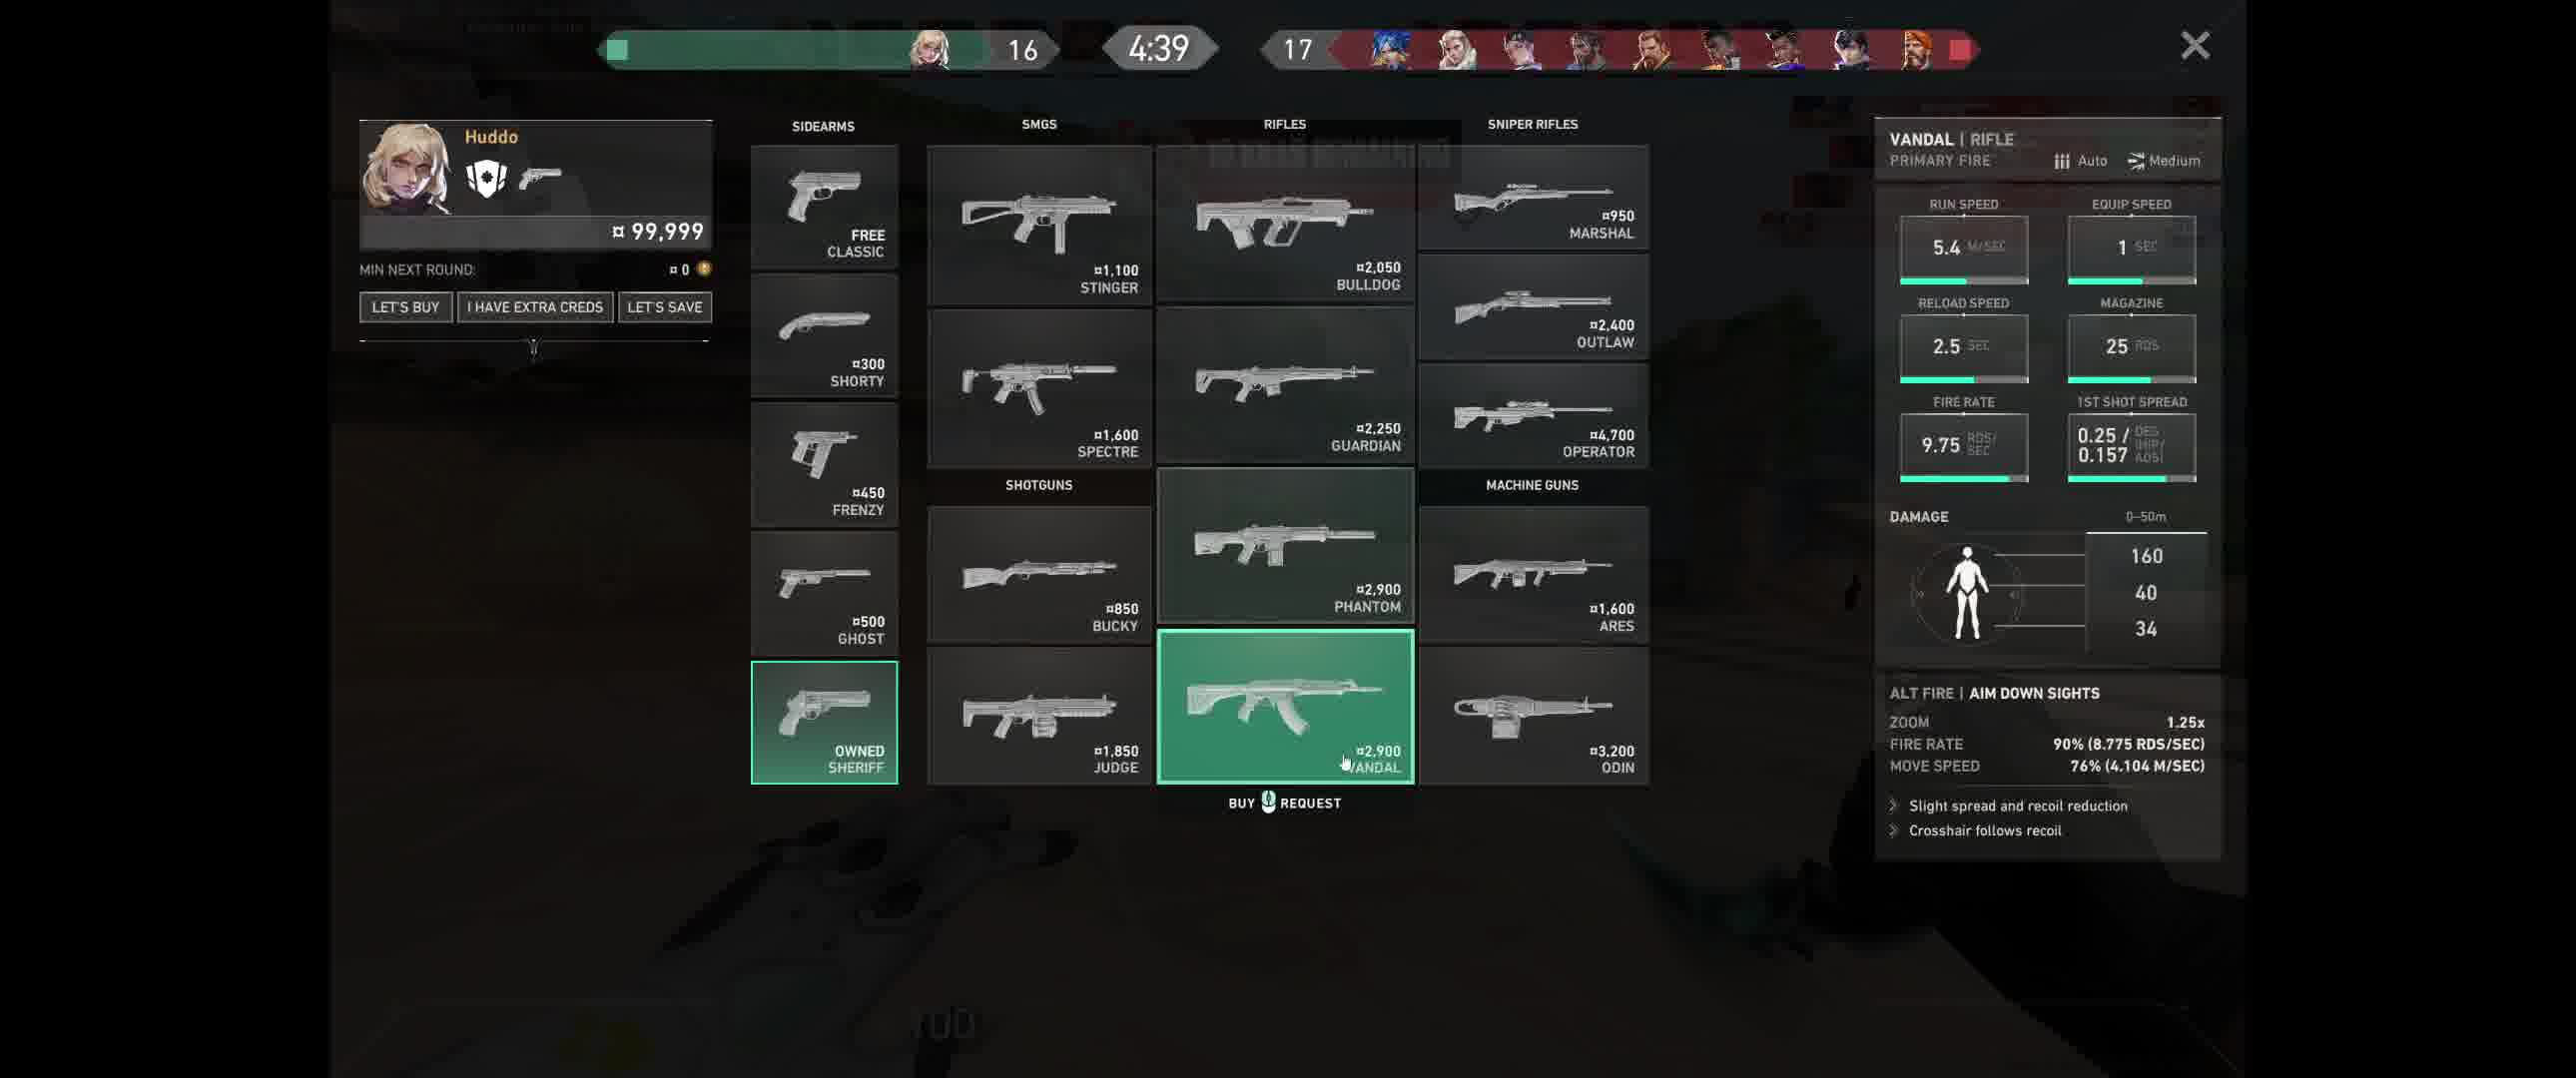 16
4:39
17
Huddo
¤ 99,999
MIN NEXT ROUND:
¤ 0
LET'S BUY
I HAVE EXTRA CREDS
LET'S SAVE
SIDEARMS
FREE
CLASSIC
¤300
SHORTY
¤450
FRENZY
¤500
GHOST
OWNED
SHERIFF
SMGS
¤1,100
STINGER
¤1,600
SPECTRE
SHOTGUNS
¤850
BUCKY
¤1,850
JUDGE
RIFLES
¤2,050
BULLDOG
¤2,250
GUARDIAN
¤2,900
PHANTOM
¤2,900
VANDAL
BUY REQUEST
SNIPER RIFLES
¤950
MARSHAL
¤2,400
OUTLAW
¤4,700
OPERATOR
MACHINE GUNS
¤1,600
ARES
¤3,200
ODIN
VANDAL | RIFLE
PRIMARY FIRE Auto Medium
RUN SPEED
5.4 M/SEC
EQUIP SPEED
1 SEC
RELOAD SPEED
2.5 SEC
MAGAZINE
25 RDS
FIRE RATE
9.75 RDS/
SEC
1ST SHOT SPREAD
0.25 / DEG
(HIP/
0.157 ADS)
DAMAGE 0–50m
160
40
34
ALT FIRE | AIM DOWN SIGHTS
ZOOM 1.25x
FIRE RATE 90% (8.775 RDS/SEC)
MOVE SPEED 76% (4.104 M/SEC)
Slight spread and recoil reduction
Crosshair follows recoil